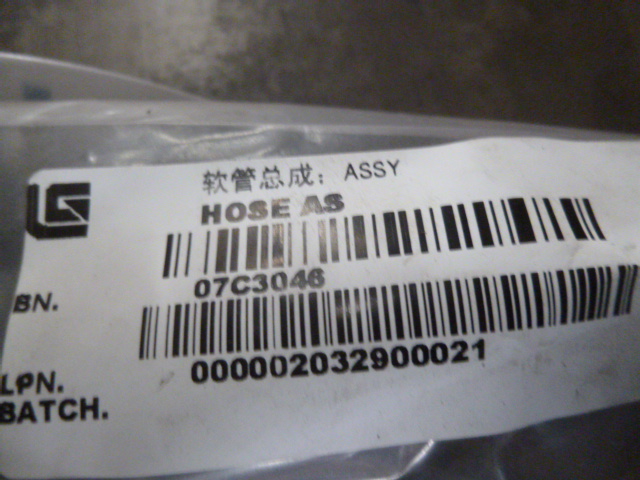 软管总成：ASSY
HOSE AS
BN.
07C3046
LPN.
000002032900021
BATCH.